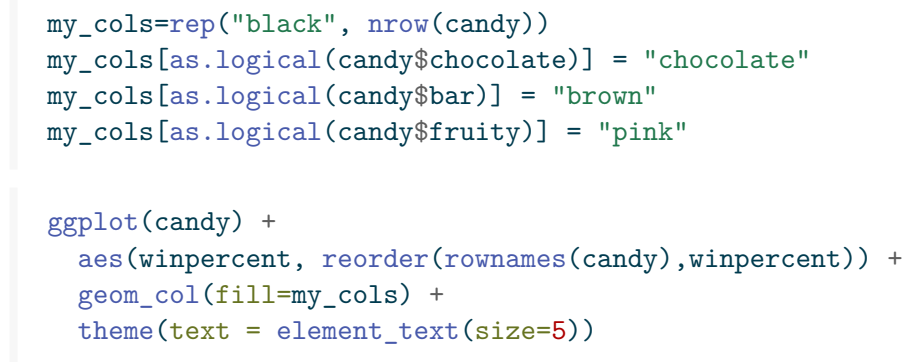 my_cols=rep("black", nrow(candy))
my_cols[as.logical(candy$chocolate)] = "chocolate"
my_cols[as.logical(candy$bar)] = "brown"
my_cols[as.logical(candy$fruity)] = "pink"
ggplot(candy) +
  aes(winpercent, reorder(rownames(candy),winpercent)) +
  geom_col(fill=my_cols) +
  theme(text = element_text(size=5))